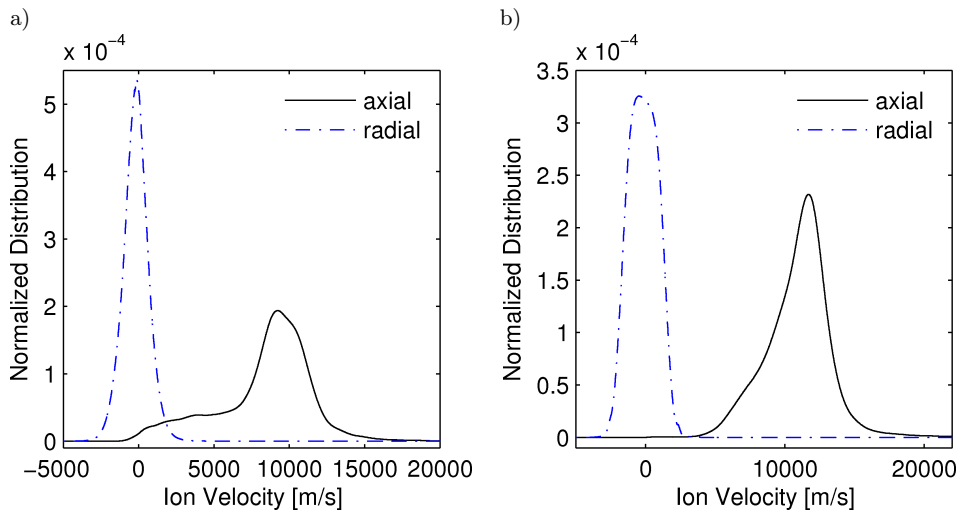 a)
x 10⁻⁴
5
4
3
2
1
0
−5000 0 5000 10000 15000 20000
Ion Velocity [m/s]
Normalized Distribution
axial
radial
b)
x 10⁻⁴
3.5
3
2.5
2
1.5
1
0.5
0
0 10000 20000
Ion Velocity [m/s]
Normalized Distribution
axial
radial